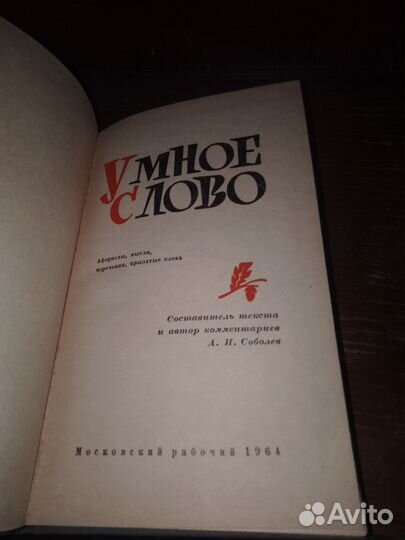 УМНОЕ
СЛОВО
Афоризмы, мысли,
изречения, крылатые слова
Составитель текста
и автор комментариев
А. И. Соболев
Московский рабочий 1964
Avito